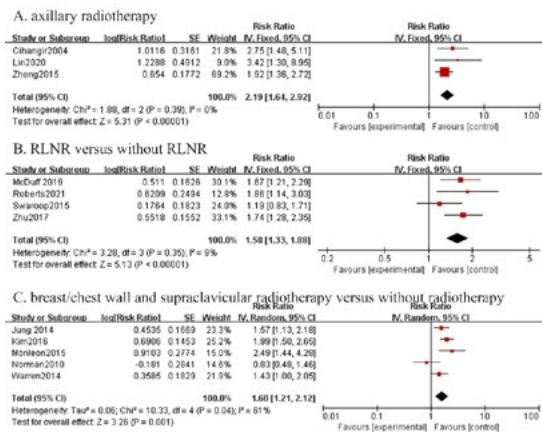 A. axillary radiotherapy
Risk Ratio Risk Ratio
Study or Subgroup log[Risk Ratio] SE Weight IV, Fixed, 95% CI IV, Fixed, 95% CI
Cihangir2004 1.0116 0.3161 21.8% 2.75 [1.48, 5.11]
Lin2020 1.2288 0.4912 9.0% 3.42 [1.30, 8.95]
Zheng2015 0.654 0.1772 69.2% 1.92 [1.36, 2.72]
Total (95% CI) 100.0% 2.19 [1.64, 2.92]
Heterogeneity: Chi² = 1.88, df = 2 (P = 0.39); I² = 0%
Test for overall effect: Z = 5.31 (P < 0.00001)
0.01 0.1 1 10 100
Favours [experimental] Favours [control]
B. RLNR versus without RLNR
Risk Ratio Risk Ratio
Study or Subgroup log[Risk Ratio] SE Weight IV, Fixed, 95% CI IV, Fixed, 95% CI
McDuff 2019 0.511 0.1626 30.1% 1.67 [1.21, 2.29]
Roberts2021 0.6209 0.2494 12.8% 1.86 [1.14, 3.03]
Swaroop2015 0.1764 0.1823 24.0% 1.19 [0.83, 1.71]
Zhu2017 0.5518 0.1552 33.1% 1.74 [1.28, 2.35]
Total (95% CI) 100.0% 1.58 [1.33, 1.88]
Heterogeneity: Chi² = 3.28, df = 3 (P = 0.35); I² = 9%
Test for overall effect: Z = 5.13 (P < 0.00001)
0.2 0.5 1 2 5
Favours [experimental] Favours [control]
C. breast/chest wall and supraclavicular radiotherapy versus without radiotherapy
Risk Ratio Risk Ratio
Study or Subgroup log[Risk Ratio] SE Weight IV, Random, 95% CI IV, Random, 95% CI
Jung 2014 0.4535 0.1669 23.3% 1.57 [1.13, 2.18]
Kim2016 0.6906 0.1453 25.2% 1.99 [1.50, 2.65]
Monleon2015 0.9103 0.2774 15.0% 2.49 [1.44, 4.28]
Norman2010 -0.181 0.2841 14.6% 0.83 [0.48, 1.46]
Warren2014 0.3585 0.1829 21.9% 1.43 [1.00, 2.05]
Total (95% CI) 100.0% 1.60 [1.21, 2.12]
Heterogeneity: Tau² = 0.06; Chi² = 10.33, df = 4 (P = 0.04); I² = 61%
Test for overall effect: Z = 3.26 (P = 0.001)
0.01 0.1 1 10 100
Favours [experimental] Favours [control]